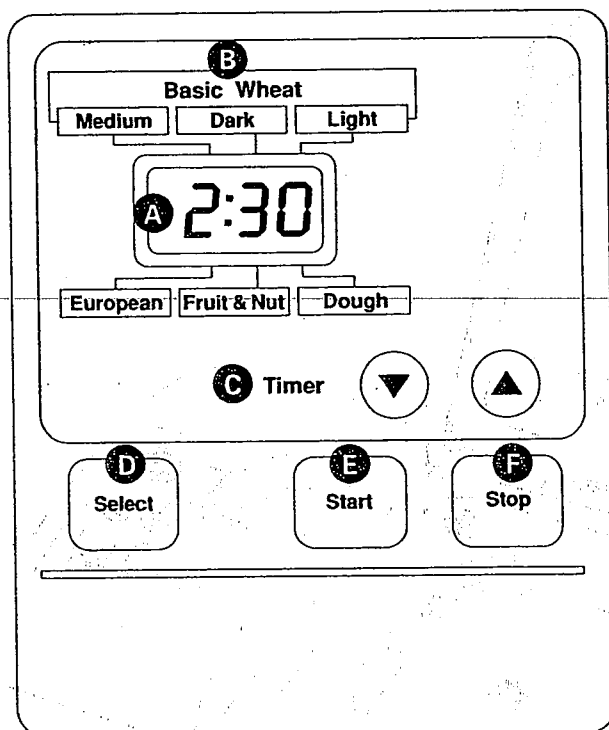 B
Basic Wheat
Medium Dark Light
A 2:30
European Fruit & Nut Dough
C Timer
D E F
Select Start Stop